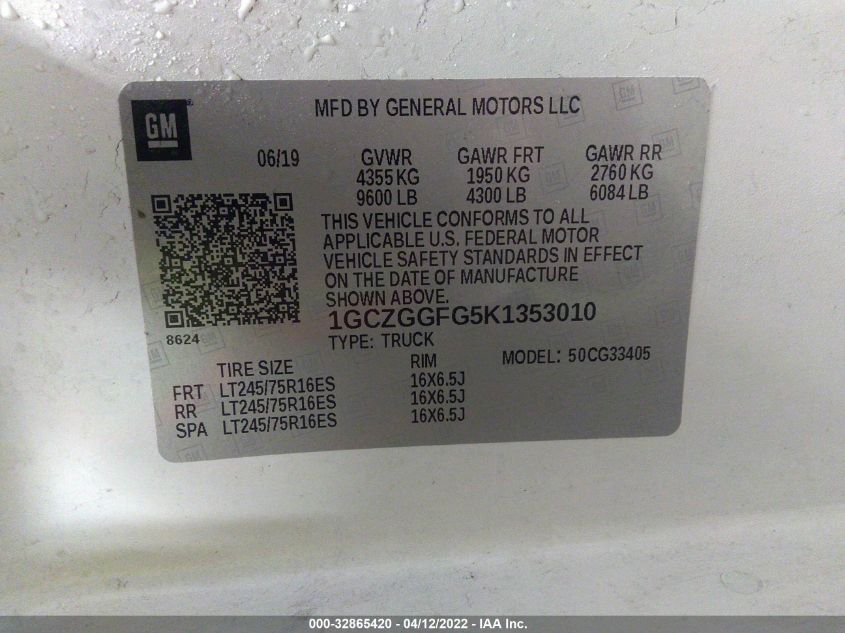 GM
MFD BY GENERAL MOTORS LLC
06/19 GVWR GAWR FRT GAWR RR
4355 KG 1950 KG 2760 KG
9600 LB 4300 LB 6084 LB
THIS VEHICLE CONFORMS TO ALL
APPLICABLE U.S. FEDERAL MOTOR
VEHICLE SAFETY STANDARDS IN EFFECT
ON THE DATE OF MANUFACTURE
SHOWN ABOVE.
1GCZGGFG5K1353010
8624 TYPE: TRUCK MODEL: 50CG33405
TIRE SIZE RIM
FRT LT245/75R16ES 16X6.5J
RR LT245/75R16ES 16X6.5J
SPA LT245/75R16ES 16X6.5J
000-32865420 - 04/12/2022 - IAA Inc.